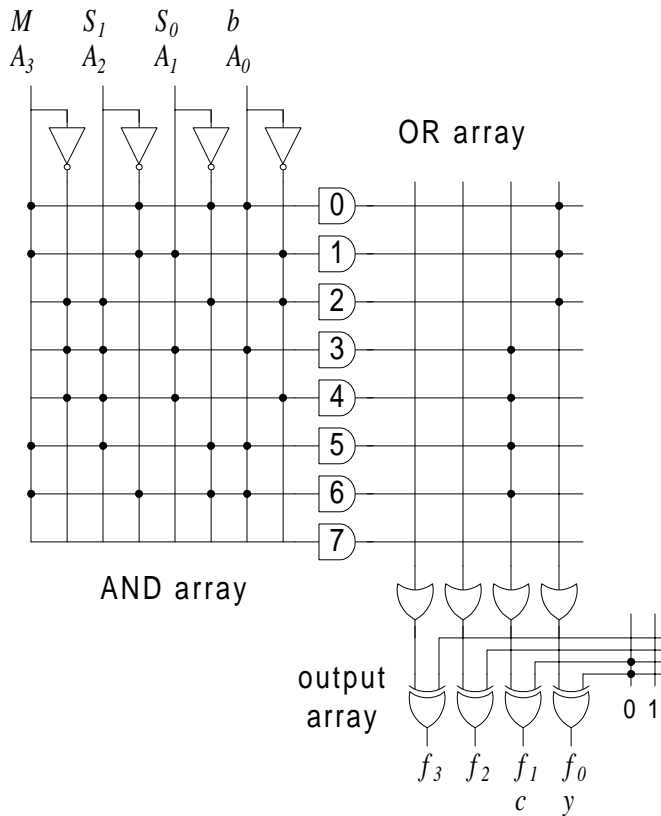 M S₁ S₀ b
A₃ A₂ A₁ A₀
OR array
0
1
2
3
4
5
6
7
AND array
output
array
0 1
f₃ f₂ f₁ f₀
c y